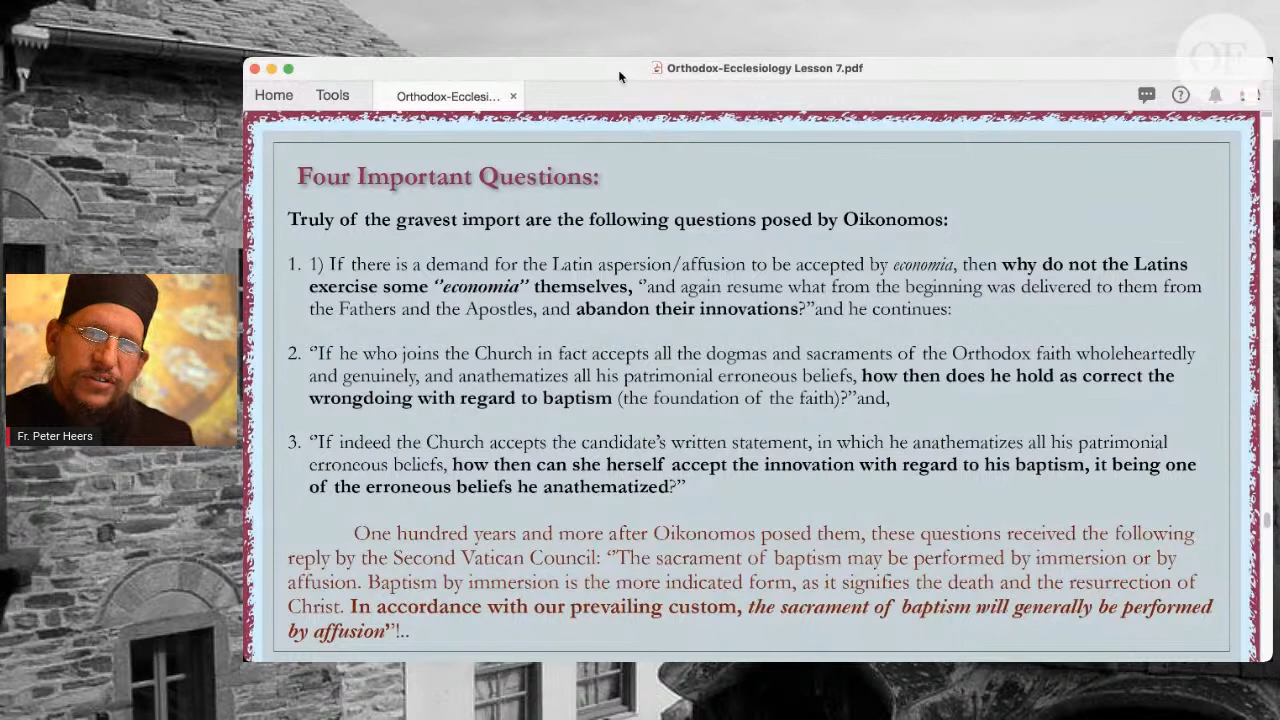 OE
Orthodox-Ecclesiology Lesson 7.pdf
Home Tools Orthodox-Ecclesi... ×
Four Important Questions:
Truly of the gravest import are the following questions posed by Oikonomos:
1. 1) If there is a demand for the Latin aspersion/affusion to be accepted by economia, then why do not the Latins
exercise some ‘’economia’’ themselves, ‘’and again resume what from the beginning was delivered to them from
the Fathers and the Apostles, and abandon their innovations?’’and he continues:
2. ‘’If he who joins the Church in fact accepts all the dogmas and sacraments of the Orthodox faith wholeheartedly
and genuinely, and anathematizes all his patrimonial erroneous beliefs, how then does he hold as correct the
wrongdoing with regard to baptism (the foundation of the faith)?’’and,
3. ‘’If indeed the Church accepts the candidate’s written statement, in which he anathematizes all his patrimonial
erroneous beliefs, how then can she herself accept the innovation with regard to his baptism, it being one
of the erroneous beliefs he anathematized?’’
One hundred years and more after Oikonomos posed them, these questions received the following
reply by the Second Vatican Council: ‘’The sacrament of baptism may be performed by immersion or by
affusion. Baptism by immersion is the more indicated form, as it signifies the death and the resurrection of
Christ. In accordance with our prevailing custom, the sacrament of baptism will generally be performed
by affusion’’!..
Fr. Peter Heers